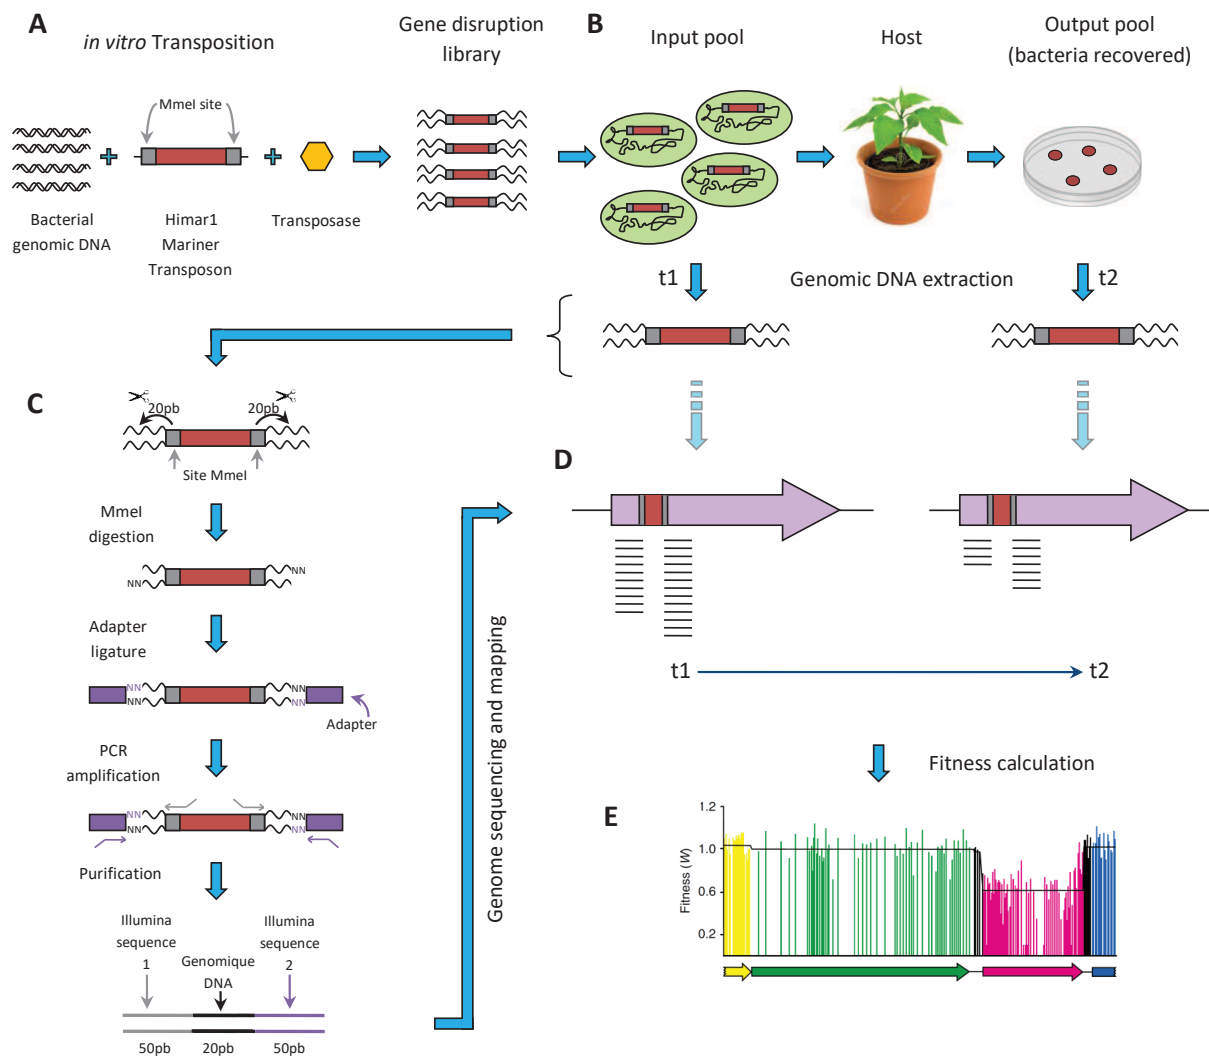 A
in vitro Transposition
MmeI site
Bacterial
genomic DNA
Himar1
Mariner
Transposon
Transposase
Gene disruption
library
B
Input pool
Host
Output pool
(bacteria recovered)
t1
Genomic DNA extraction
t2
C
20pb
20pb
Site MmeI
MmeI
digestion
NN
NN
Adapter
ligature
NN
NN
NN
NN
Adapter
PCR
amplification
NN
NN
NN
NN
Purification
Illumina
sequence
1
Genomique
DNA
Illumina
sequence
2
50pb
20pb
50pb
Genome sequencing and mapping
D
t1
t2
Fitness calculation
E
Fitness (W)
1.2
1.0
0.6
0.2